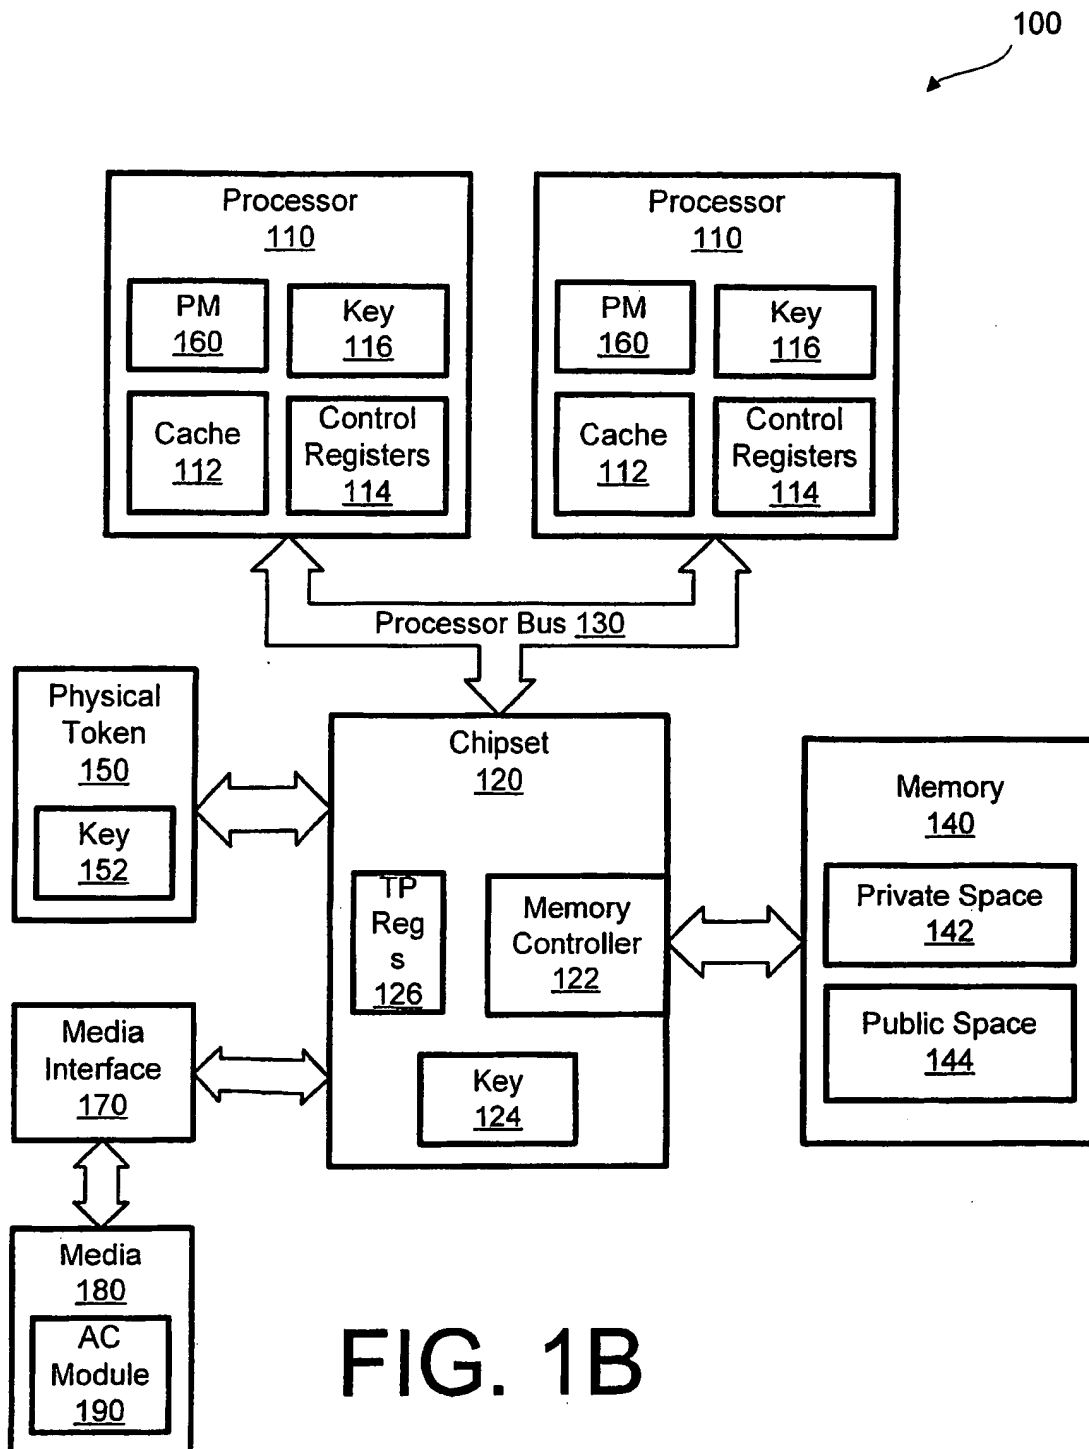 100
Processor
110
PM
160
Key
116
Cache
112
Control
Registers
114
Processor
110
PM
160
Key
116
Cache
112
Control
Registers
114
Processor Bus 130
Physical
Token
150
Key
152
Chipset
120
TP
Reg
s
126
Memory
Controller
122
Key
124
Memory
140
Private Space
142
Public Space
144
Media
Interface
170
Media
180
AC
Module
190
FIG. 1B